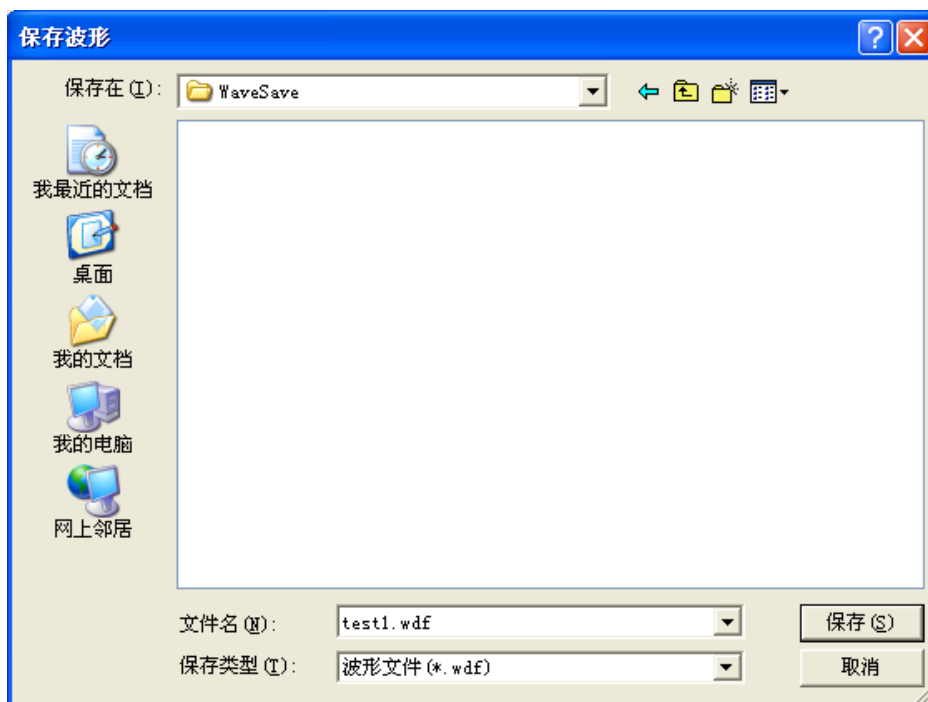 保存波形
保存在(I):
WaveSave
我最近的文档
桌面
我的文档
我的电脑
网上邻居
文件名(N):
test1.wdf
保存(S)
保存类型(T):
波形文件(*.wdf)
取消